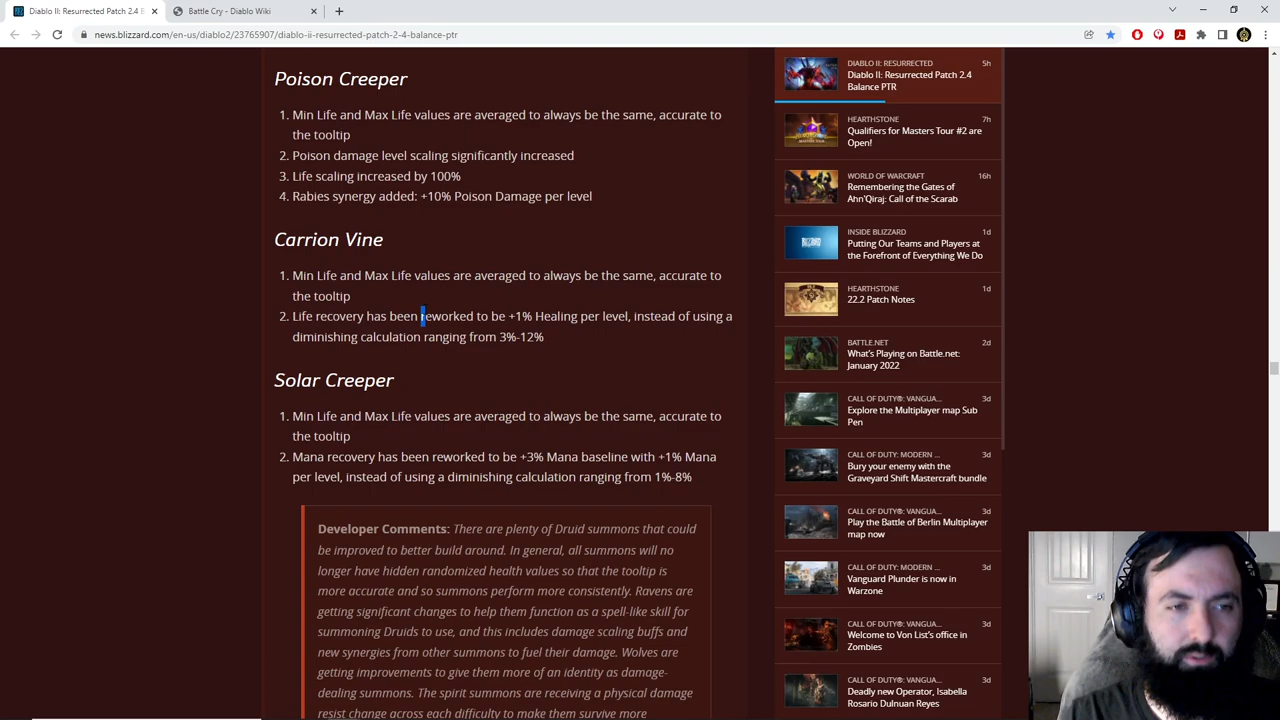 Diablo II: Resurrected Patch 2.4 B
Battle Cry - Diablo Wiki
news.blizzard.com/en-us/diablo2/23765907/diablo-ii-resurrected-patch-2-4-balance-ptr
Poison Creeper
1. Min Life and Max Life values are averaged to always be the same, accurate to
the tooltip
2. Poison damage level scaling significantly increased
3. Life scaling increased by 100%
4. Rabies synergy added: +10% Poison Damage per level
Carrion Vine
1. Min Life and Max Life values are averaged to always be the same, accurate to
the tooltip
2. Life recovery has been reworked to be +1% Healing per level, instead of using a
diminishing calculation ranging from 3%-12%
Solar Creeper
1. Min Life and Max Life values are averaged to always be the same, accurate to
the tooltip
2. Mana recovery has been reworked to be +3% Mana baseline with +1% Mana
per level, instead of using a diminishing calculation ranging from 1%-8%
Developer Comments: There are plenty of Druid summons that could
be improved to better build around. In general, all summons will no
longer have hidden randomized health values so that the tooltip is
more accurate and so summons perform more consistently. Ravens are
getting significant changes to help them function as a spell-like skill for
summoning Druids to use, and this includes damage scaling buffs and
new synergies from other summons to fuel their damage. Wolves are
getting improvements to give them more of an identity as damage-
dealing summons. The spirit summons are receiving a physical damage
resist change across each difficulty to make them survive more
DIABLO II: RESURRECTED 5h
Diablo II: Resurrected Patch 2.4
Balance PTR
HEARTHSTONE 7h
Qualifiers for Masters Tour #2 are
Open!
WORLD OF WARCRAFT 16h
Remembering the Gates of
Ahn'Qiraj: Call of the Scarab
INSIDE BLIZZARD 1d
Putting Our Teams and Players at
the Forefront of Everything We Do
HEARTHSTONE 1d
22.2 Patch Notes
BATTLE.NET 2d
What's Playing on Battle.net:
January 2022
CALL OF DUTY®: VANGUA... 3d
Explore the Multiplayer map Sub
Pen
CALL OF DUTY: MODERN ... 3d
Bury your enemy with the
Graveyard Shift Mastercraft bundle
CALL OF DUTY®: VANGUA... 3d
Play the Battle of Berlin Multiplayer
map now
CALL OF DUTY: MODERN ... 3d
Vanguard Plunder is now in
Warzone
CALL OF DUTY®: VANGUA... 3d
Welcome to Von List's office in
Zombies
CALL OF DUTY®: VANGUA... 3d
Deadly new Operator, Isabella
Rosario Dulnuan Reyes